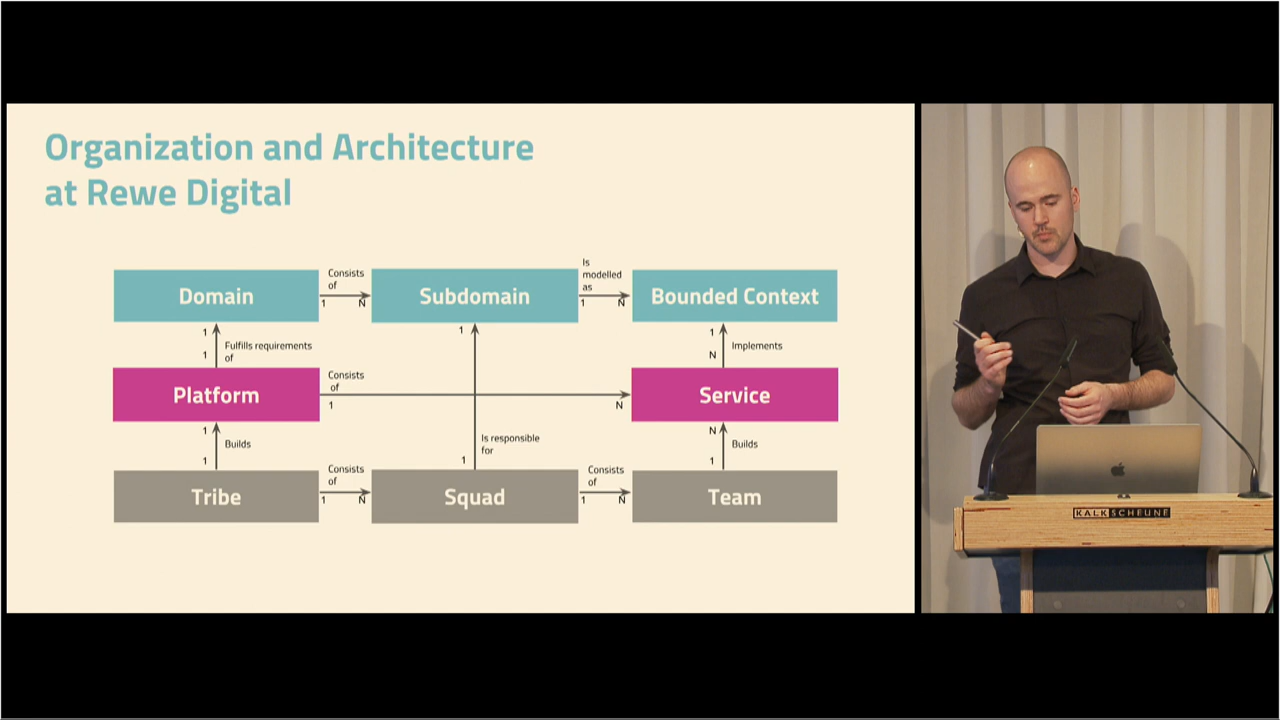 Organization and Architecture
at Rewe Digital
Domain
Consists
of
1
N
Subdomain
Is
modelled
as
1
N
Bounded Context
1
1
Fulfills requirements
of
1
1
N
Implements
Platform
Consists
of
1
N
Service
1
1
Builds
Is responsible
for
1
N
1
Builds
Tribe
Consists
of
1
N
Squad
Consists
of
1
N
Team
KALKSCHEUNE